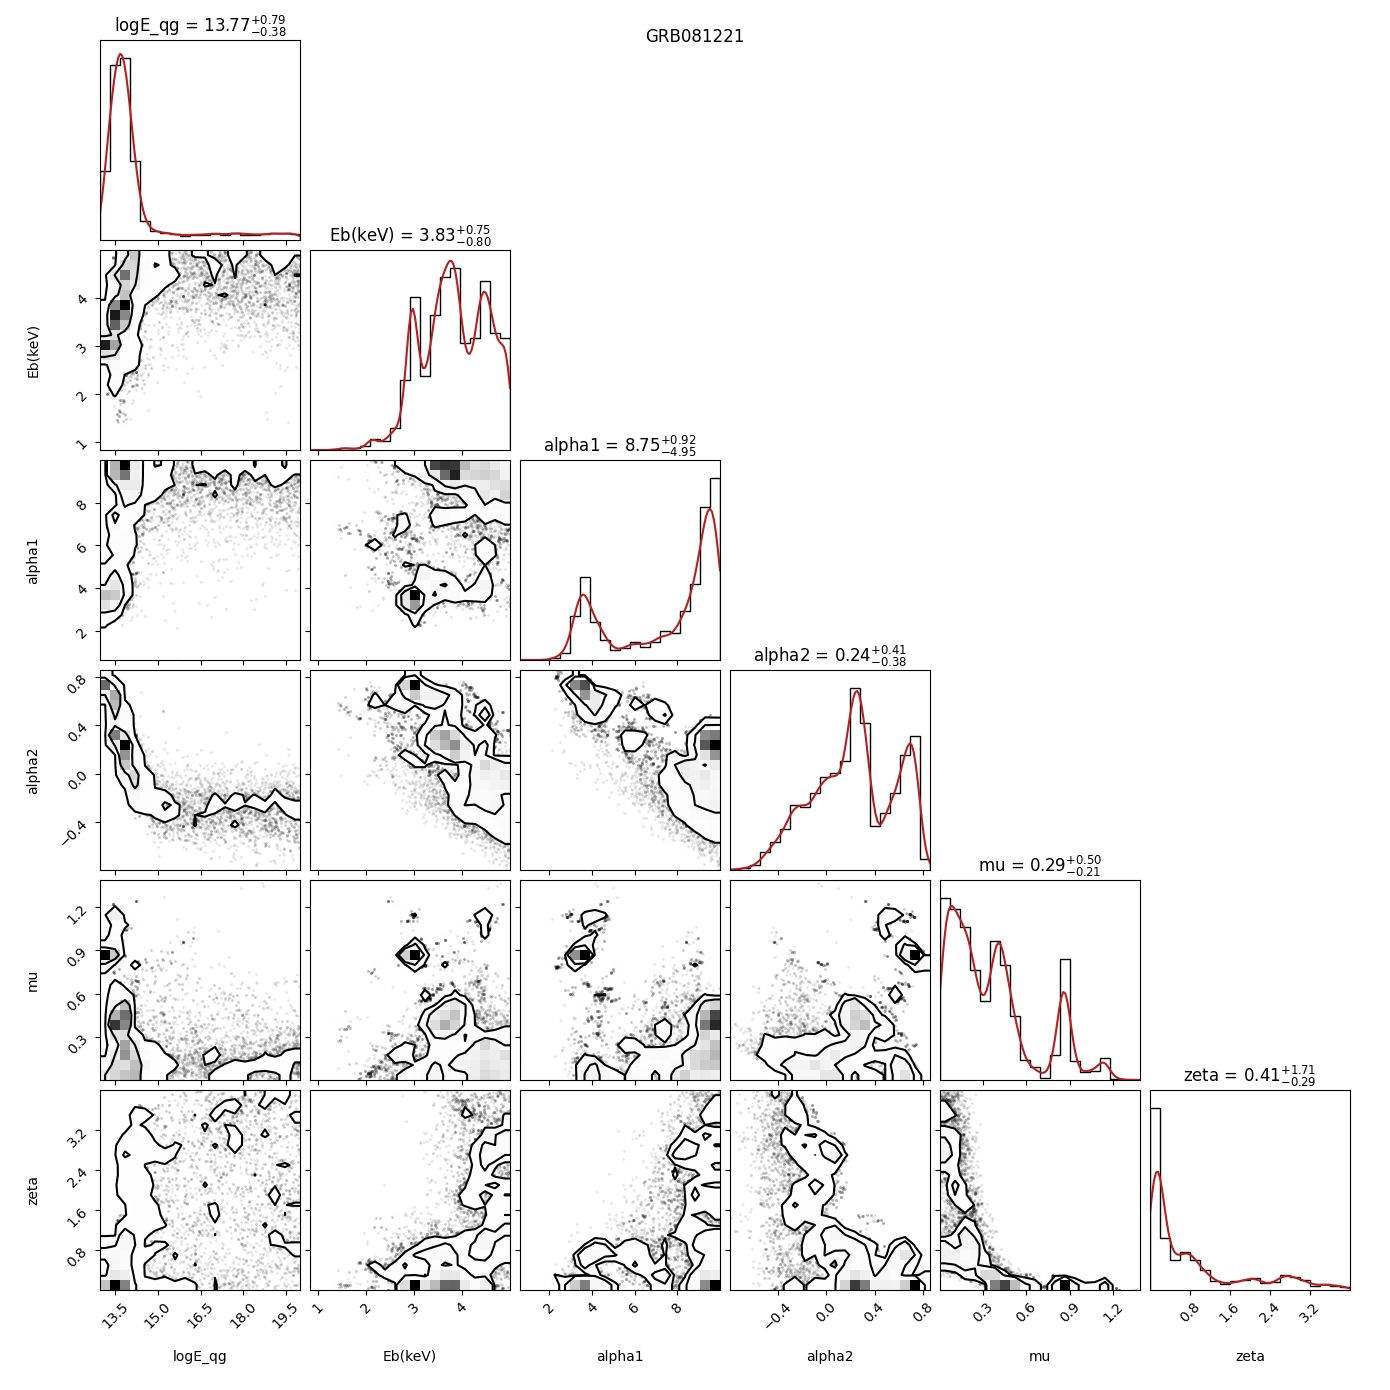 logE_qg = 13.77+0.79−0.38
GRB081221
Eb(keV) = 3.83+0.75−0.80
4
3
2
1
Eb(keV)
alpha1 = 8.75+0.92−4.95
8
6
4
2
alpha1
alpha2 = 0.24+0.41−0.38
0.8
0.4
0.0
−0.4
alpha2
mu = 0.29+0.50−0.21
1.2
0.9
0.6
0.3
mu
zeta = 0.41+1.71−0.29
3.2
2.4
1.6
0.8
zeta
13.5 15.0 16.5 18.0 19.5 1 2 3 4 2 4 6 8 −0.4 0.0 0.4 0.8 0.3 0.6 0.9 1.2 0.8 1.6 2.4 3.2
logE_qg Eb(keV) alpha1 alpha2 mu zeta